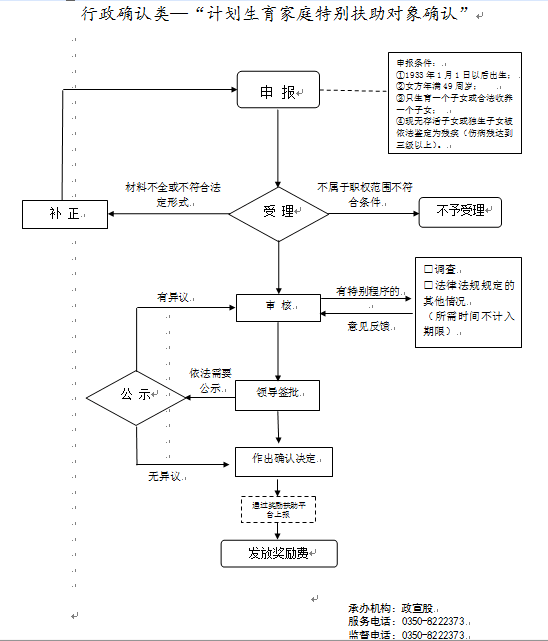 行政确认类—“计划生育家庭特别扶助对象确认”
申报条件：
①1933年1月1日以后出生；
②女方年满49周岁；
③只生育一个子女或合法收养
一个子女；
④现无存活子女或独生子女被
依法鉴定为残疾（伤病残达到
三级以上）。
申 报
材料不全或不符合法
定形式
不属于职权范围不符
合条件
补 正
受 理
不予受理
有异议
审 核
有特别程序的
意见反馈
□调查
□法律法规规定的
其他情况
（所需时间不计入
期限）
公 示
依法需要
公示
领导签批
无异议
作出确认决定
通过奖励扶助平
台上报
发放奖励费
承办机构：政宣股
服务电话：0350-8222373
监督电话：0350-8222373